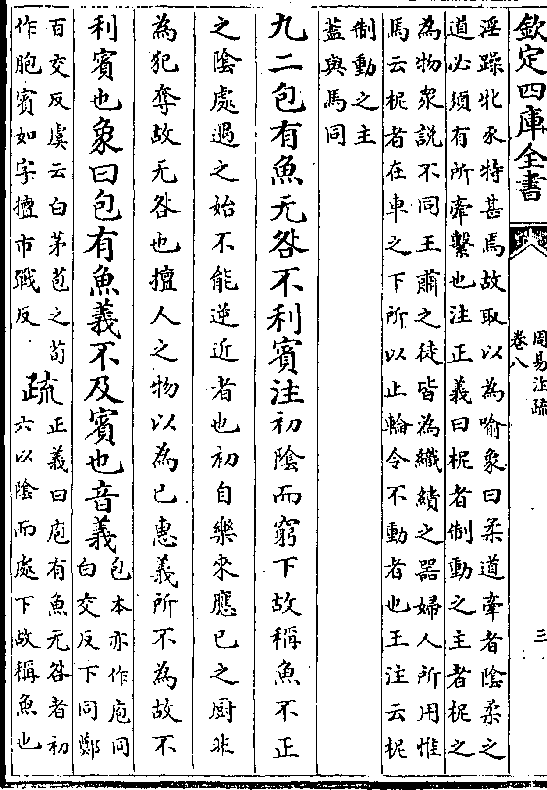 欽定四庫全書
周易注疏
卷八
三
淫躁牝豕特甚焉故取以為喻象曰柔道牽者陰柔之
道必須有所牽繫也注正義曰柅者制動之主者柅之
為物衆說不同王肅之徒皆為織績之器婦人所用惟
馬云柅者在車之下所以止輪令不動者也王注云柅
制動之主
蓋與馬同
九二包有魚无咎不利賓注初陰而窮下故稱魚不正
之陰處遇之始不能逆近者也初自樂來應已之厨非
為犯奪故无咎也擅人之物以為已惠義所不為故不
利賓也象曰包有魚義不及賓也音義
包本亦作庖同
白交反下同鄭
百交反虞云白茅苞之荀
作胞賓如字擅市戰反
疏
正義曰庖有魚无咎者初
六以陰而處下故稱魚也